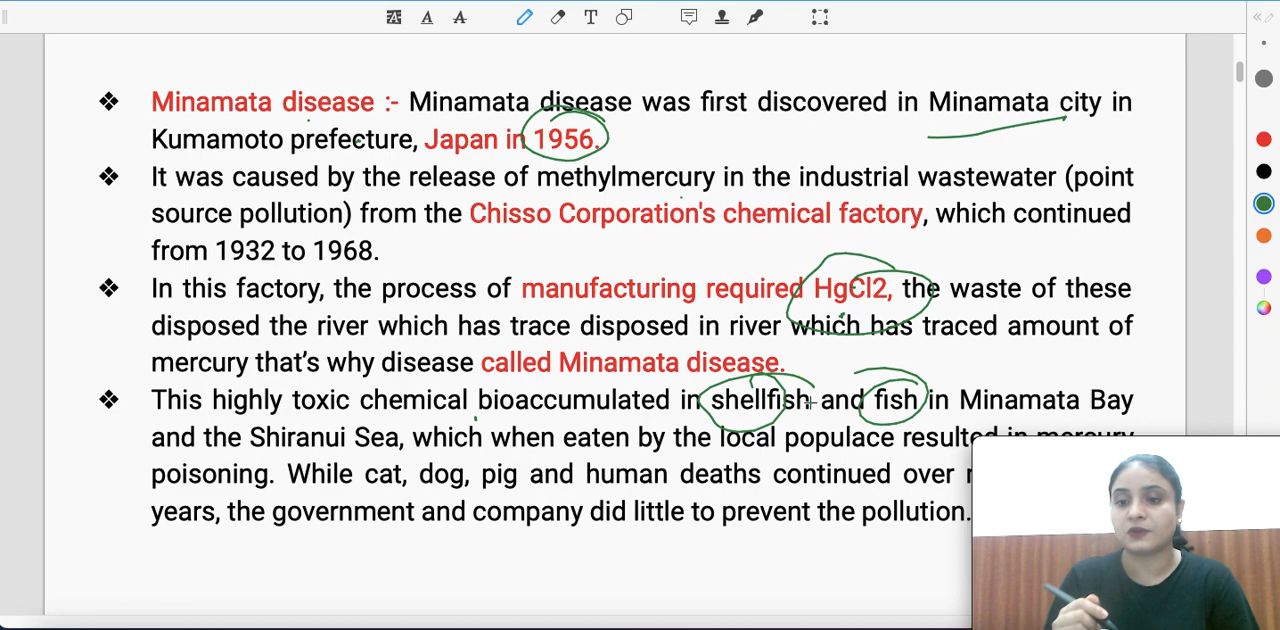 ❖ Minamata disease :- Minamata disease was first discovered in Minamata city in
Kumamoto prefecture, Japan in 1956.
❖ It was caused by the release of methylmercury in the industrial wastewater (point
source pollution) from the Chisso Corporation's chemical factory, which continued
from 1932 to 1968.
❖ In this factory, the process of manufacturing required HgCl2, the waste of these
disposed the river which has trace disposed in river which has traced amount of
mercury that's why disease called Minamata disease.
❖ This highly toxic chemical bioaccumulated in shellfish and fish in Minamata Bay
and the Shiranui Sea, which when eaten by the local populace resulted in mercury
poisoning. While cat, dog, pig and human deaths continued over
years, the government and company did little to prevent the pollution.